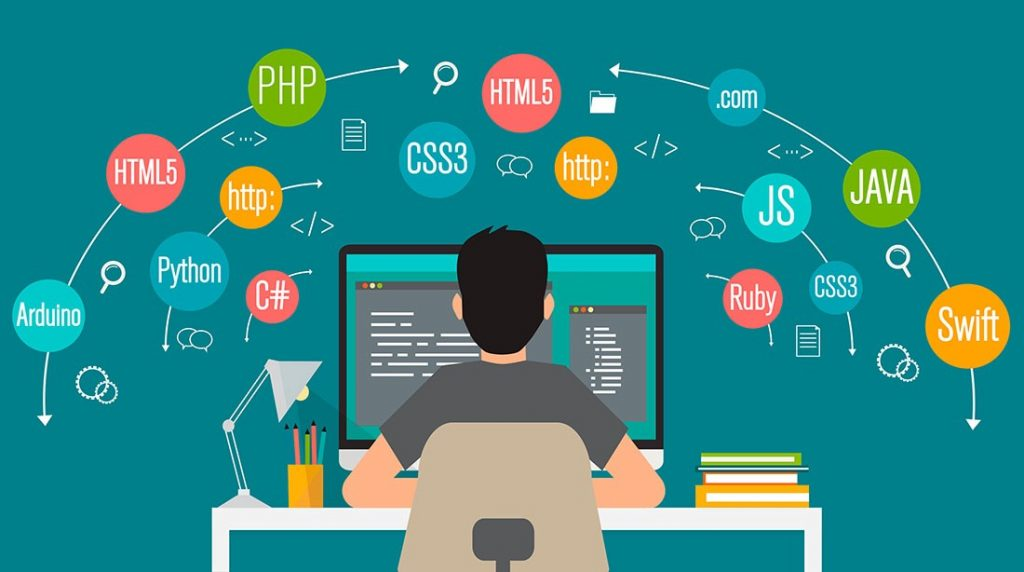 PHP
HTML5
.com
CSS3
http:
HTML5
http:
JS
JAVA
Python
C#
Ruby
CSS3
Arduino
Swift